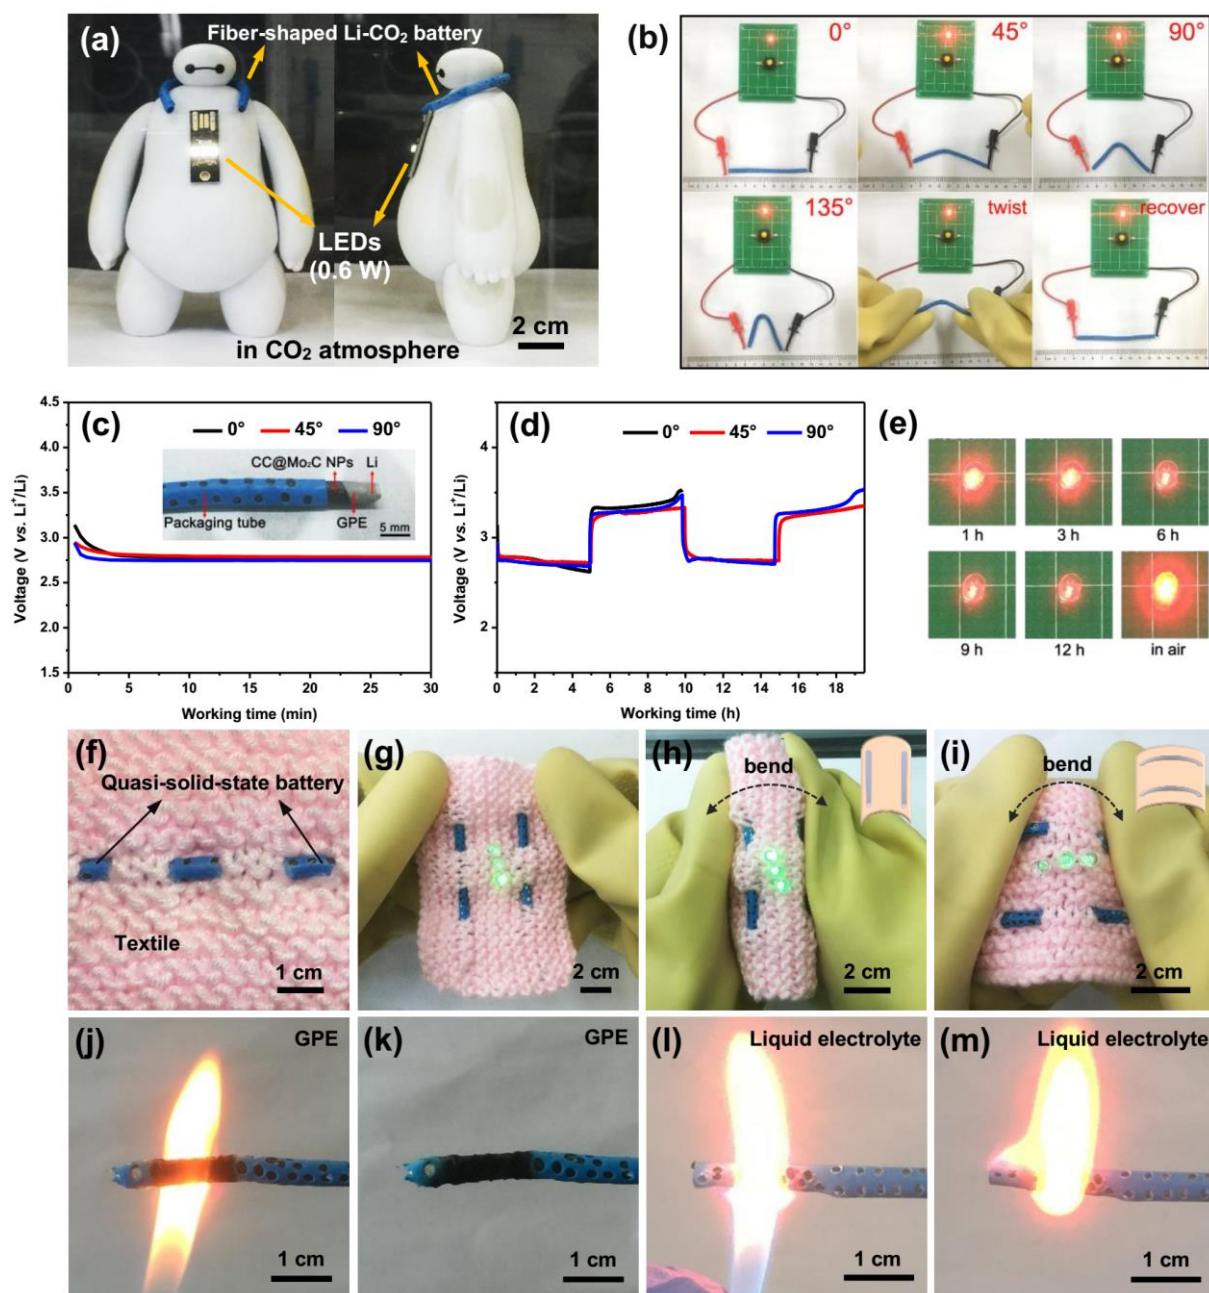 (a)
Fiber-shaped Li-CO₂ battery
LEDs
(0.6 W)
2 cm
in CO₂ atmosphere
(b)
0°
45°
90°
135°
twist
recover
(c)
0° 45° 90°
CC@Mo₂C NPs
Li
Packaging tube
GPE
5 mm
Voltage (V vs. Li⁺/Li)
4.5
4.0
3.5
3.0
2.5
2.0
1.5
0 5 10 15 20 25 30
Working time (min)
(d)
0° 45° 90°
Voltage (V vs. Li⁺/Li)
4
3
2
0 2 4 6 8 10 12 14 16 18
Working time (h)
(e)
1 h
3 h
6 h
9 h
12 h
in air
(f)
Quasi-solid-state battery
Textile
1 cm
(g)
2 cm
(h)
bend
2 cm
(i)
bend
2 cm
(j)
GPE
1 cm
(k)
GPE
1 cm
(l)
Liquid electrolyte
1 cm
(m)
Liquid electrolyte
1 cm